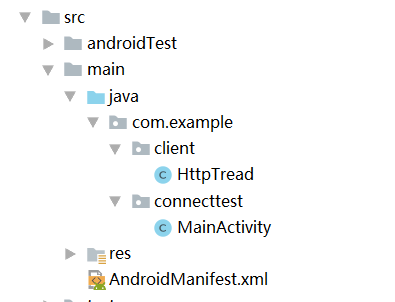 src
androidTest
main
java
com.example
client
C HttpTread
connecttest
C MainActivity
res
AndroidManifest.xml